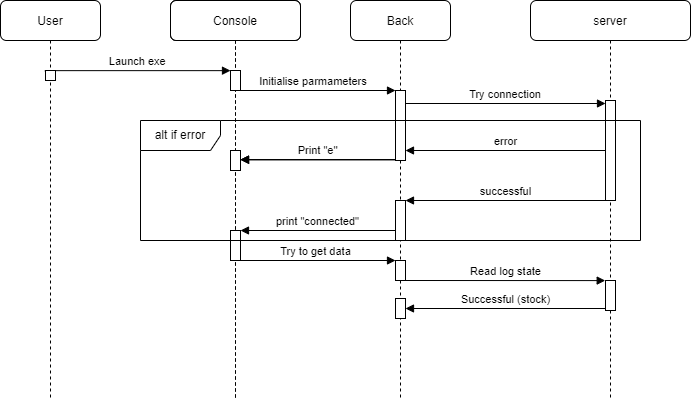 User
Console
Back
server
Launch exe
Initialise parmameters
Try connection
alt if error
error
Print "e"
successful
print "connected"
Try to get data
Read log state
Successful (stock)